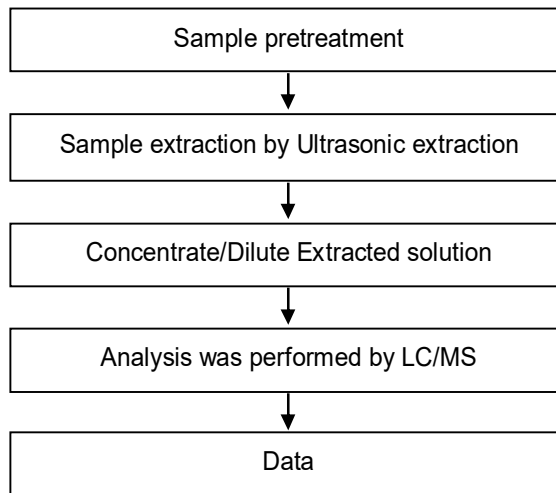 Sample pretreatment
Sample extraction by Ultrasonic extraction
Concentrate/Dilute Extracted solution
Analysis was performed by LC/MS
Data